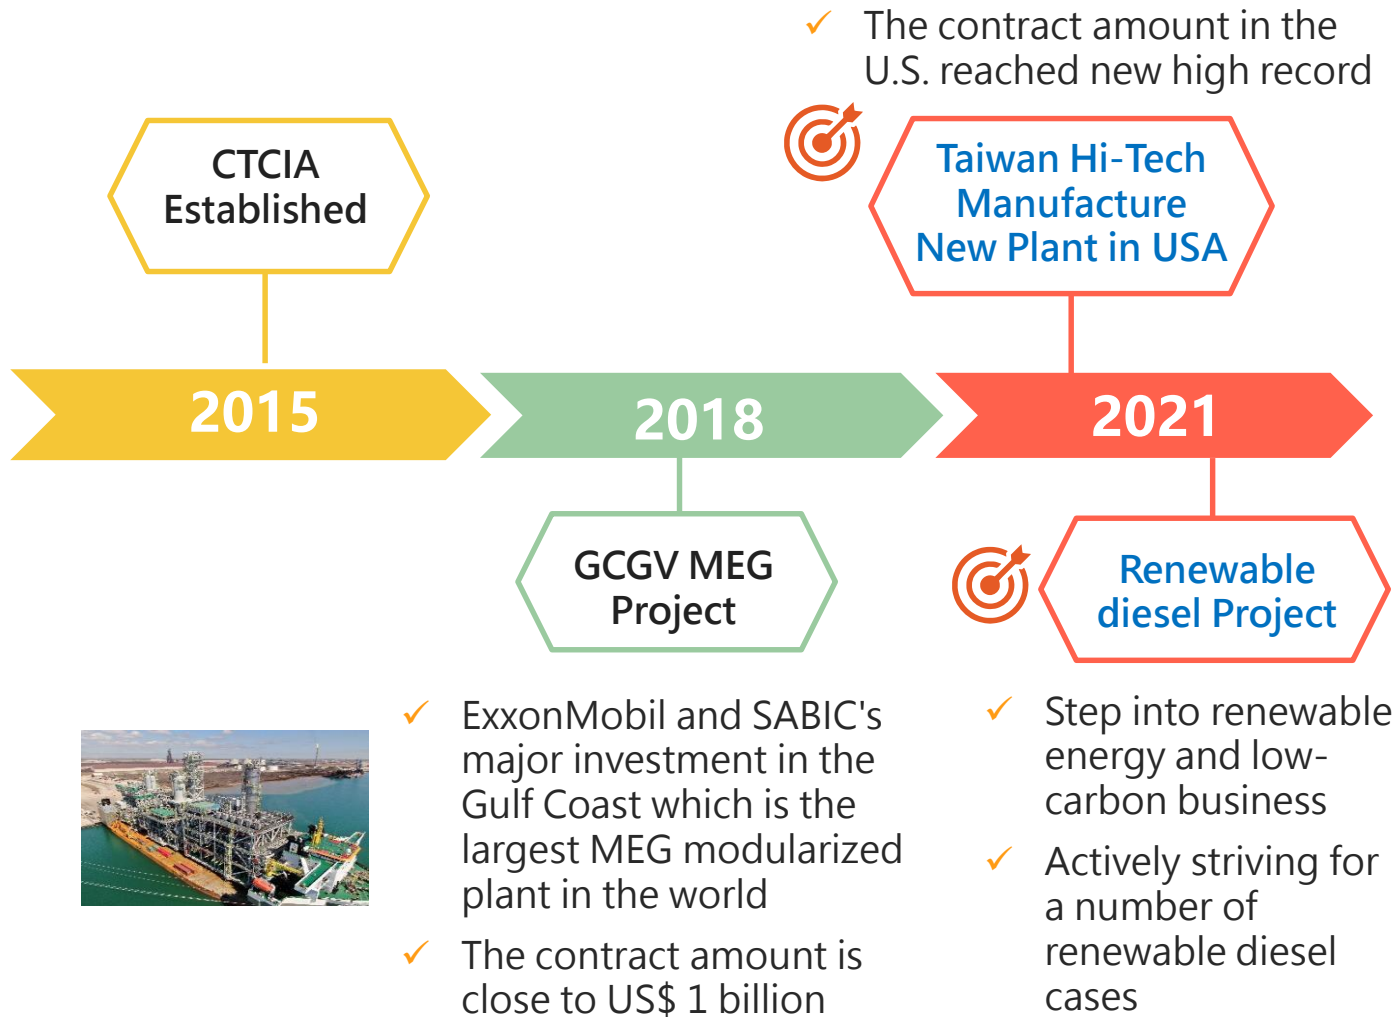 ✓ The contract amount in the
U.S. reached new high record
CTCIA
Established
Taiwan Hi-Tech
Manufacture
New Plant in USA
2015
2018
2021
GCGV MEG
Project
Renewable
diesel Project
✓ ExxonMobil and SABIC's
major investment in the
Gulf Coast which is the
largest MEG modularized
plant in the world
✓ The contract amount is
close to US$ 1 billion
✓ Step into renewable
energy and low-
carbon business
✓ Actively striving for
a number of
renewable diesel
cases